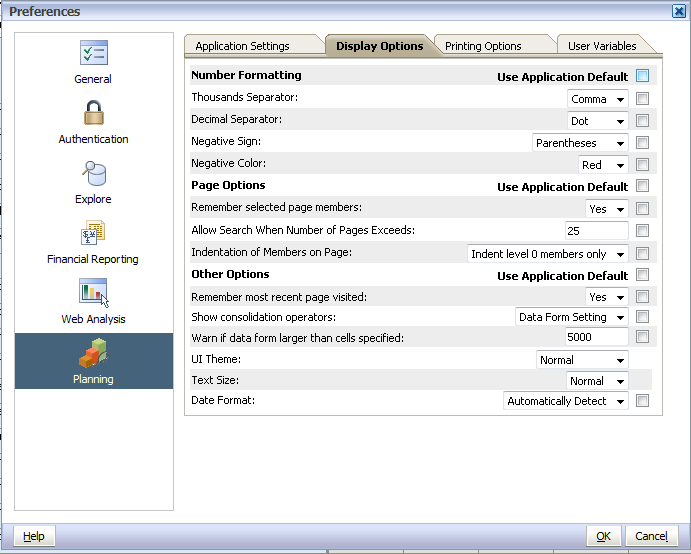 Preferences
General
Authentication
Explore
Financial Reporting
Web Analysis
Planning
Application Settings
Display Options
Printing Options
User Variables
Number Formatting Use Application Default
Thousands Separator: Comma
Decimal Separator: Dot
Negative Sign: Parentheses
Negative Color: Red
Page Options Use Application Default
Remember selected page members: Yes
Allow Search When Number of Pages Exceeds: 25
Indentation of Members on Page: Indent level 0 members only
Other Options Use Application Default
Remember most recent page visited: Yes
Show consolidation operators: Data Form Setting
Warn if data form larger than cells specified: 5000
UI Theme: Normal
Text Size: Normal
Date Format: Automatically Detect
Help
OK
Cancel